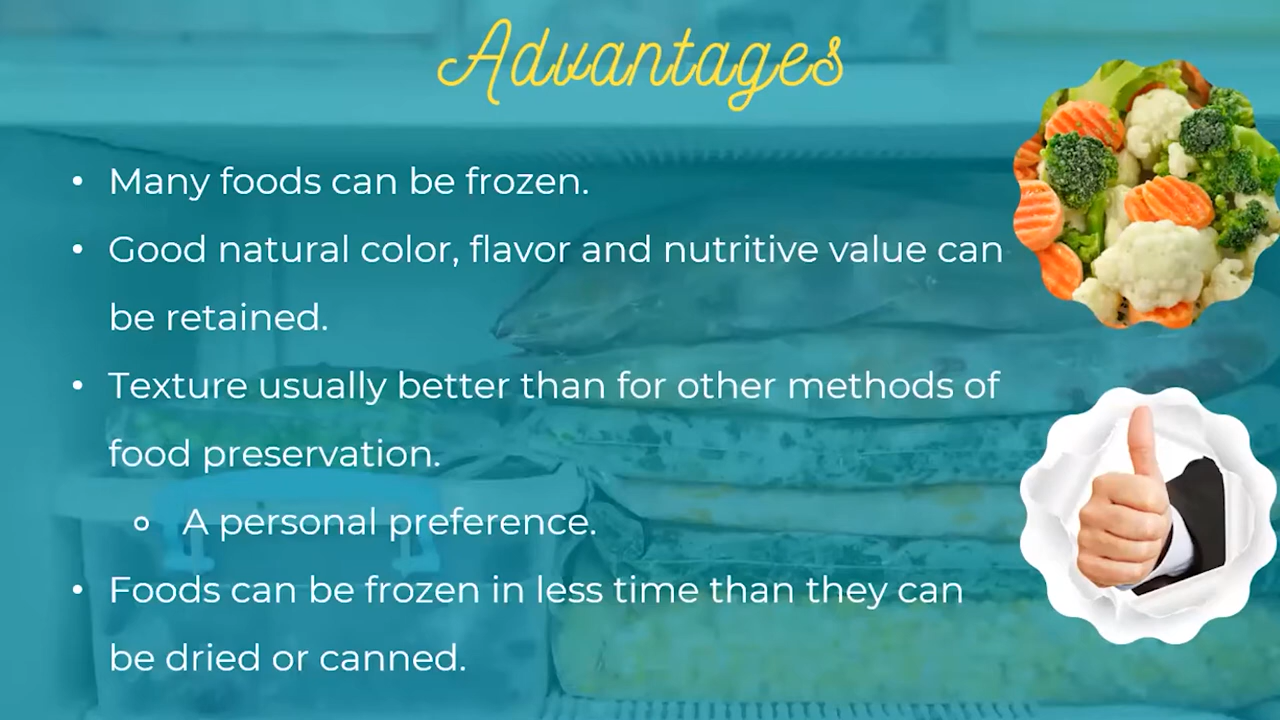 Advantages
• Many foods can be frozen.
• Good natural color, flavor and nutritive value can
be retained.
• Texture usually better than for other methods of
food preservation.
○ A personal preference.
• Foods can be frozen in less time than they can
be dried or canned.